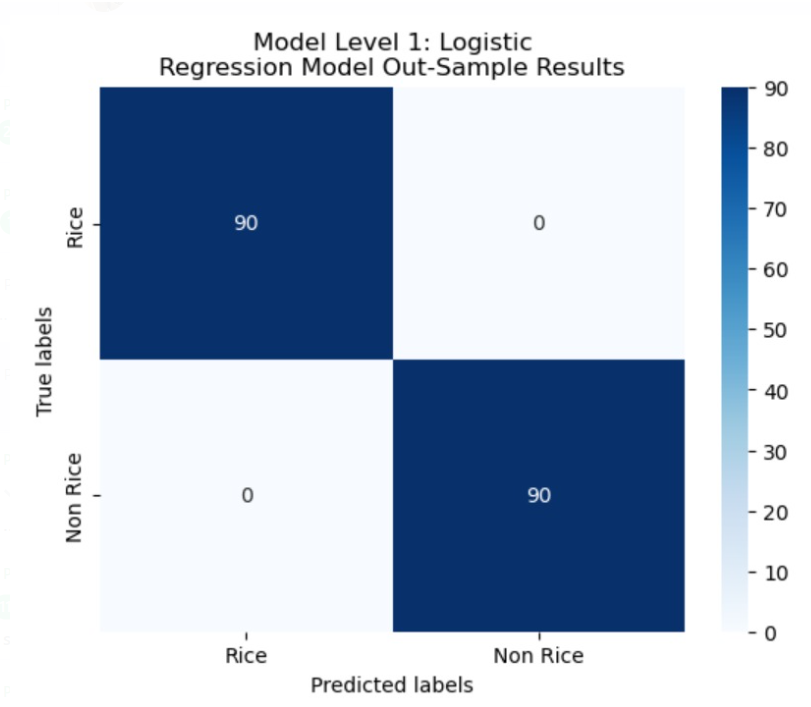 Model Level 1: Logistic
Regression Model Out-Sample Results
True labels
Rice
90
0
Non Rice
0
90
Rice
Non Rice
Predicted labels
90
80
70
60
50
40
30
20
10
0